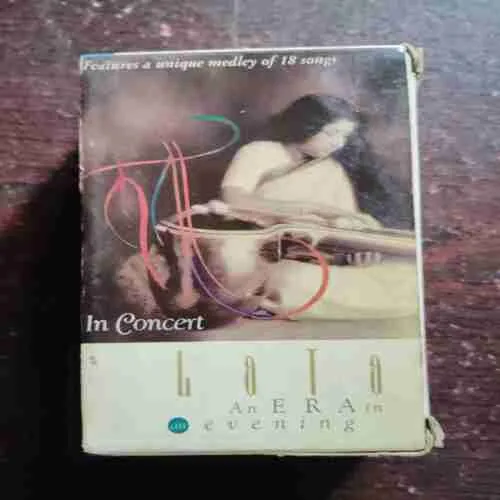 Features a unique medley of 18 songs
In Concert
LaTa
An ERA in
an evening